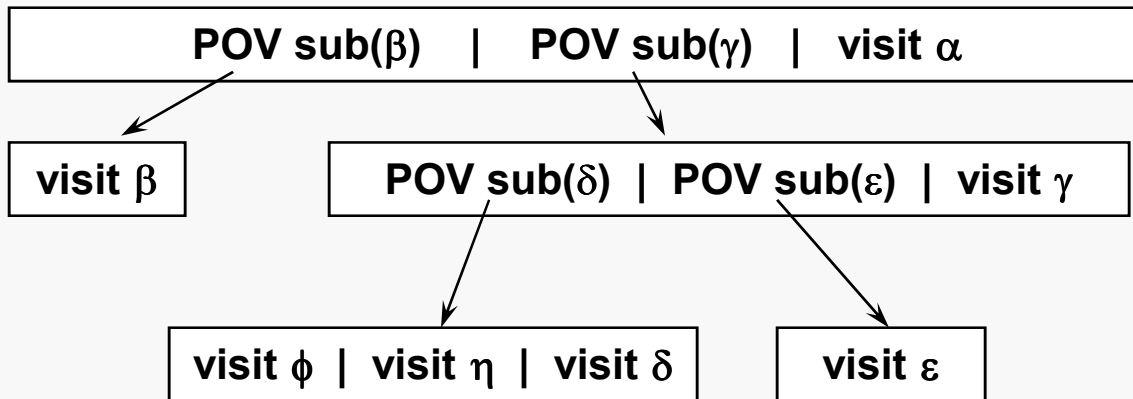 POV sub(β) | POV sub(γ) | visit α
visit β
POV sub(δ) | POV sub(ε) | visit γ
visit ϕ | visit η | visit δ
visit ε